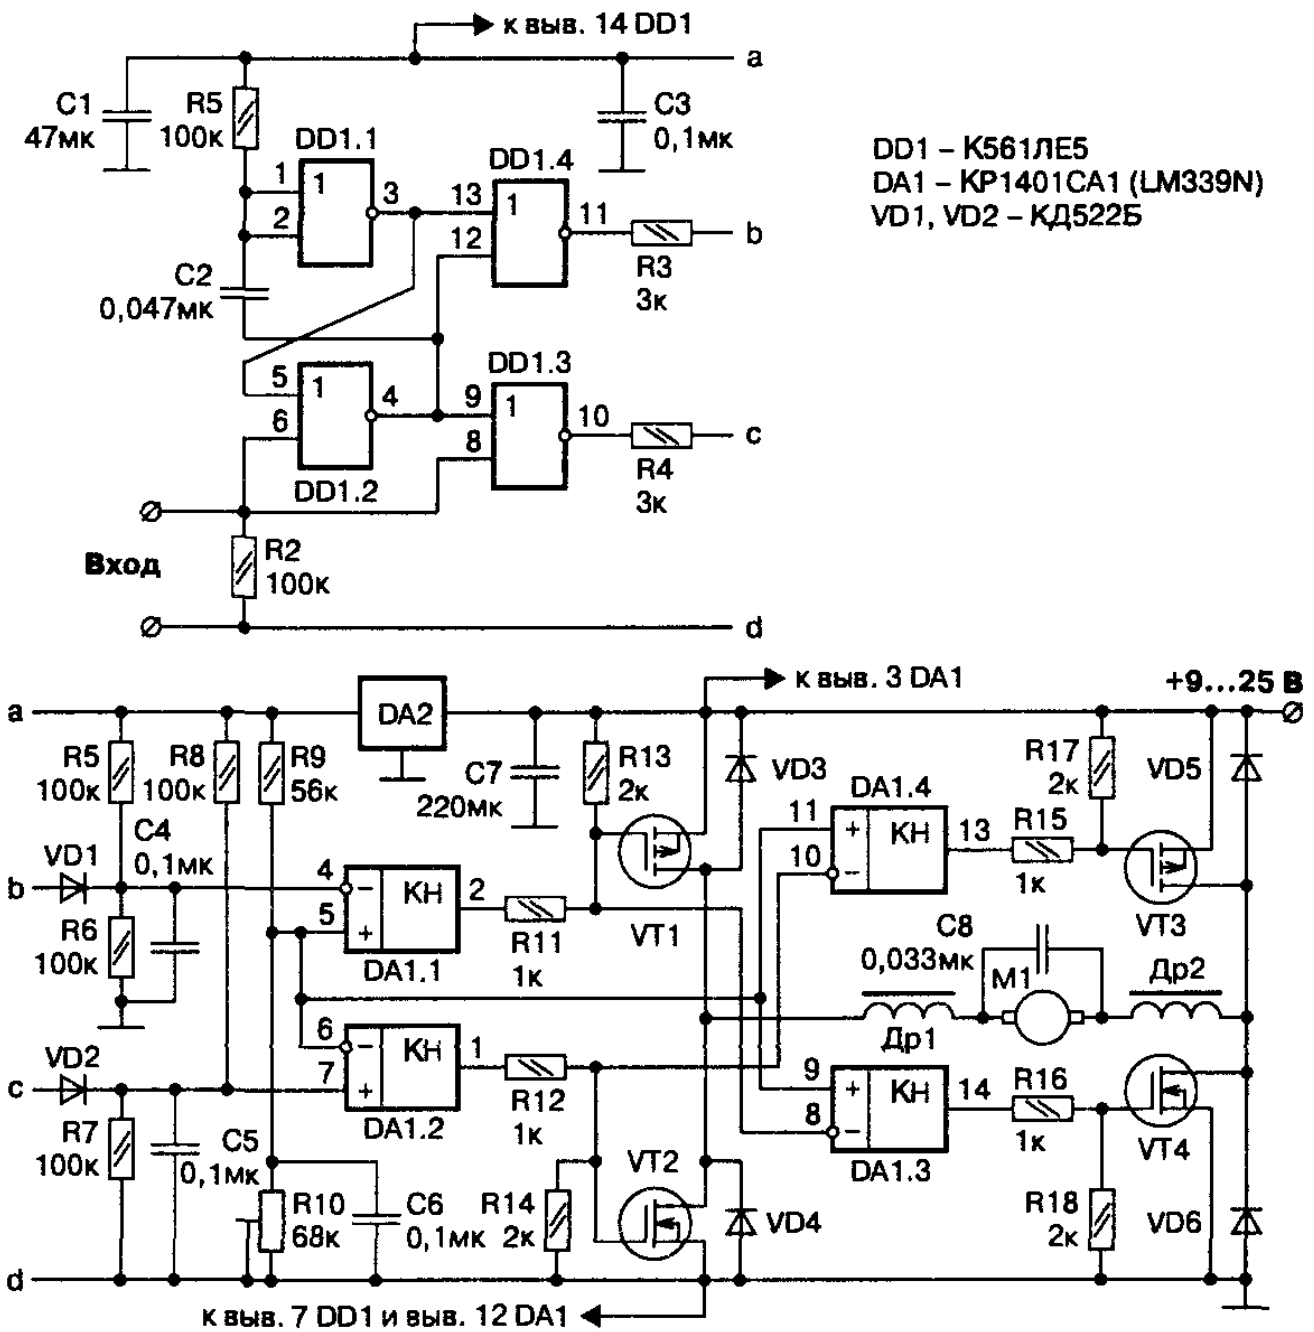 к выв. 14 DD1
a
C1
47мк
R5
100к
C3
0,1мк
DD1.1
1
2
1
3
DD1.4
13
12
1
11
R3
3к
b
DD1 – К561ЛЕ5
DA1 – КР1401СА1 (LM339N)
VD1, VD2 – КД522Б
C2
0,047мк
5
6
1
4
DD1.2
DD1.3
9
8
1
10
R4
3к
c
Вход
R2
100к
d
к выв. 3 DA1
+9...25 В
a
DA2
R5
100к
R8
100к
R9
56к
C7
220мк
R13
2к
VD3
R17
2к
VD5
C4
0,1мк
VD1
b
R6
100к
4
5
–
+
КН
2
DA1.1
R11
1к
VT1
DA1.4
11
10
+
–
КН
13
R15
1к
VT3
C8
0,033мк
М1
Др1
Др2
VD2
c
R7
100к
C5
0,1мк
6
7
–
+
КН
1
DA1.2
R12
1к
9
8
+
–
КН
14
DA1.3
R16
1к
VT4
R10
68к
C6
0,1мк
R14
2к
VT2
VD4
R18
2к
VD6
d
к выв. 7 DD1 и выв. 12 DA1